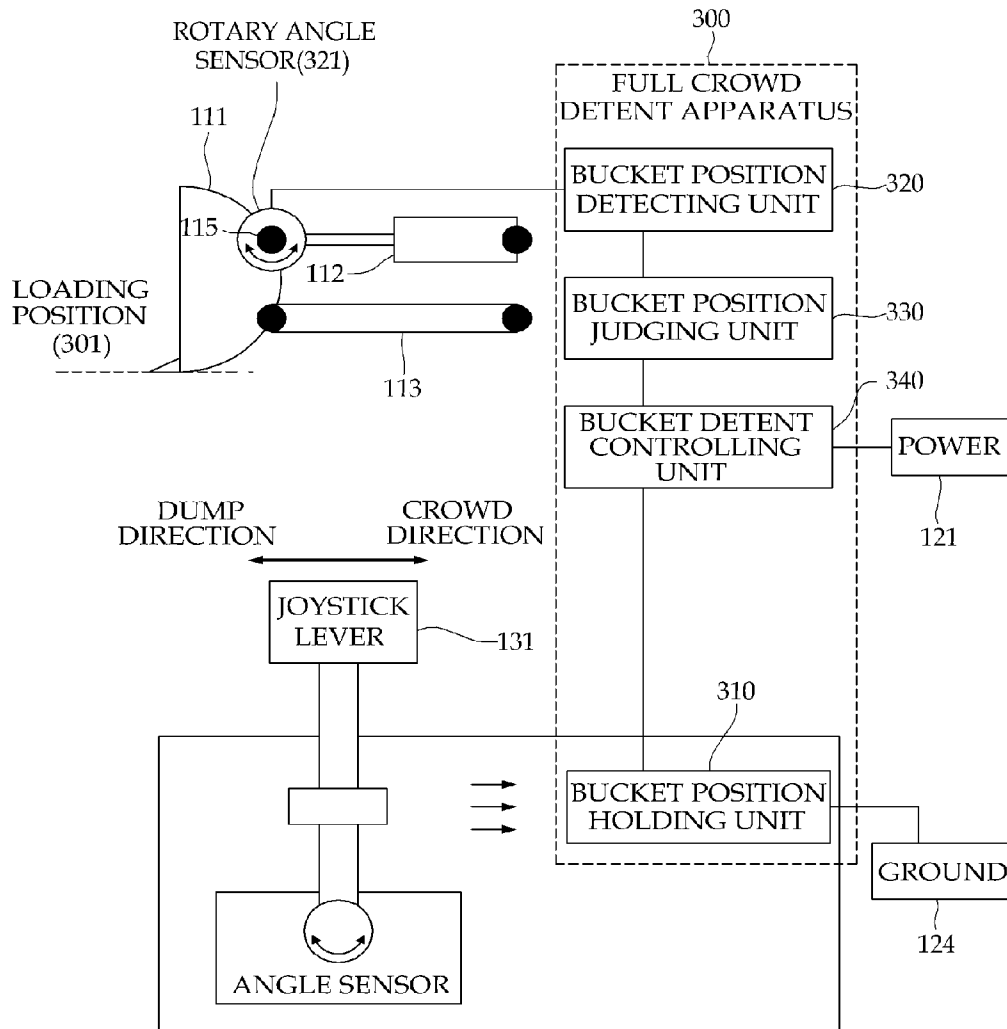 300
ROTARY ANGLE
SENSOR(321)
FULL CROWD
DETENT APPARATUS
111
BUCKET POSITION
DETECTING UNIT
320
115
112
LOADING
POSITION
(301)
BUCKET POSITION
JUDGING UNIT
330
113
340
BUCKET DETENT
CONTROLLING
UNIT
POWER
121
DUMP
DIRECTION
CROWD
DIRECTION
JOYSTICK
LEVER
131
310
BUCKET POSITION
HOLDING UNIT
GROUND
124
ANGLE SENSOR